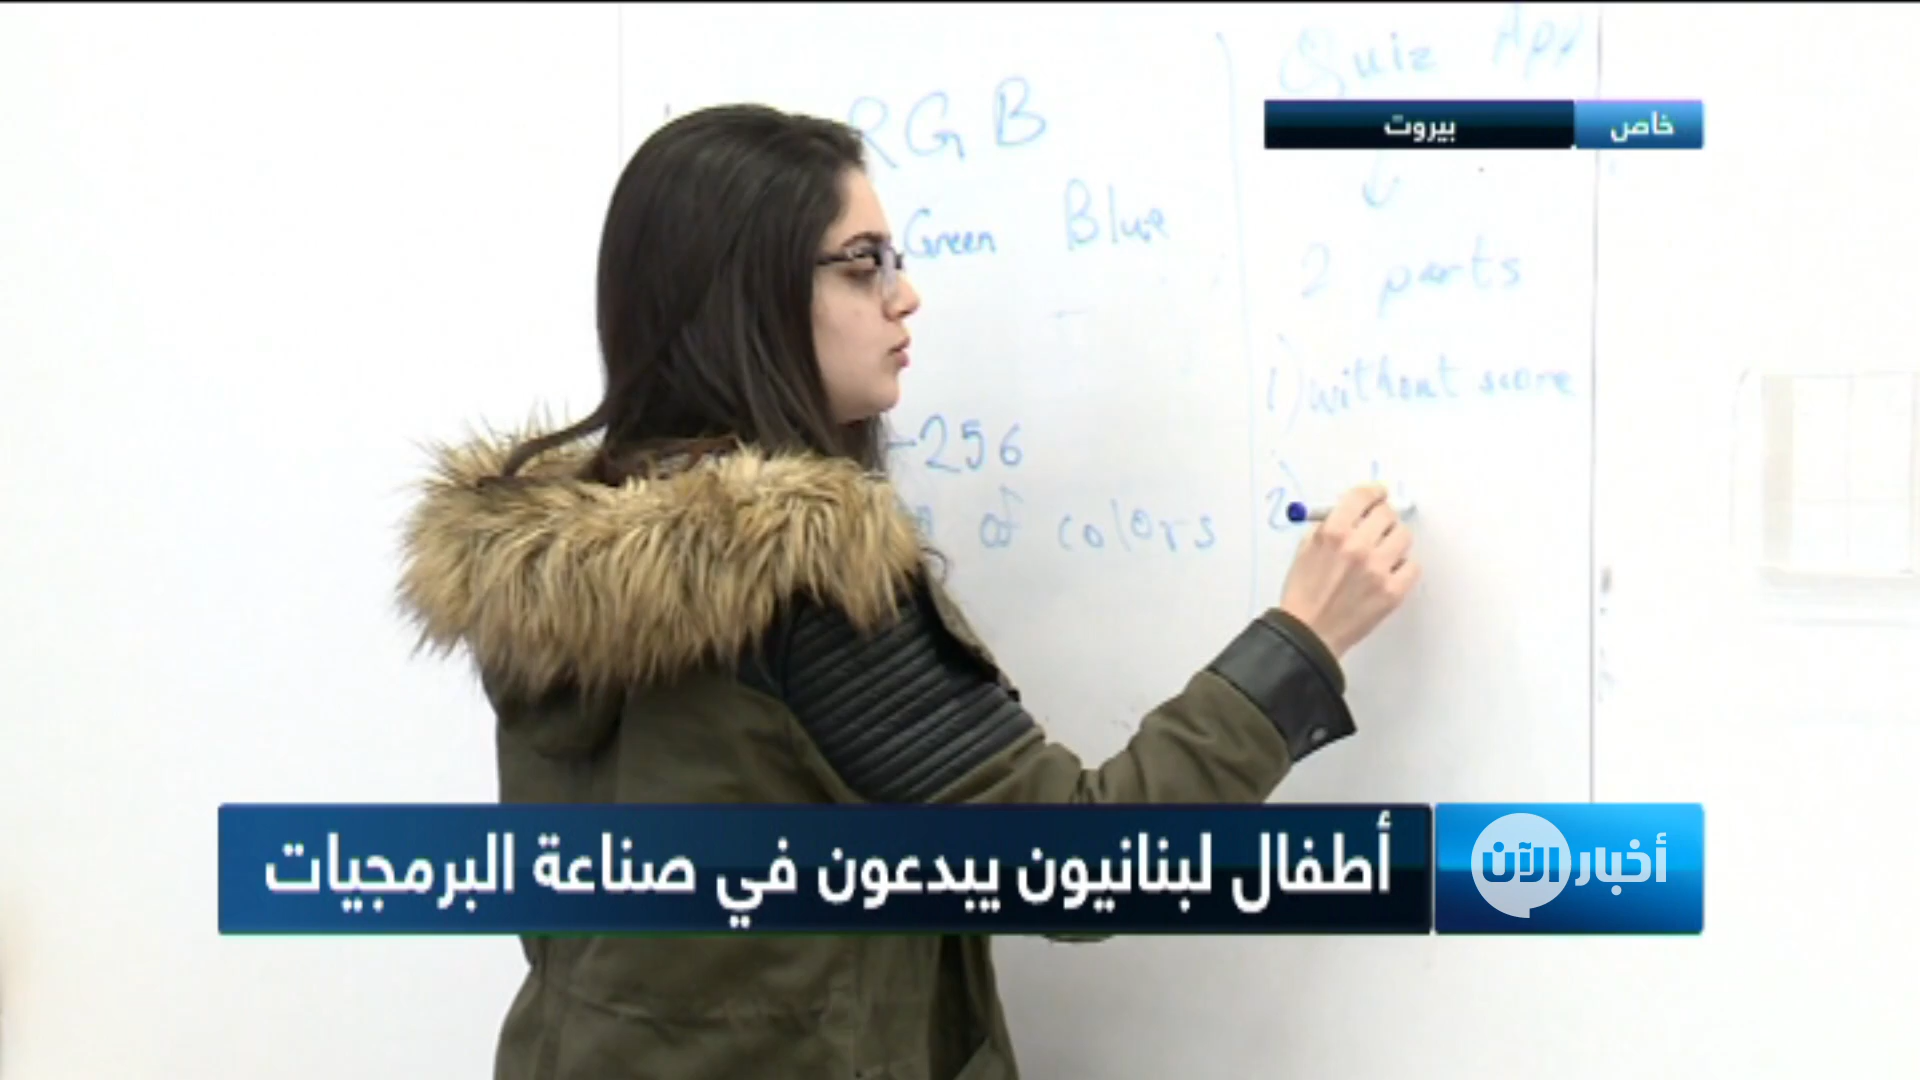 Quiz App
RGB
خاص
بيروت
Green Blue
2 parts
1) without score
-256
of colors
2)
أخبار الآن
أطفال لبنانيون يبدعون في صناعة البرمجيات